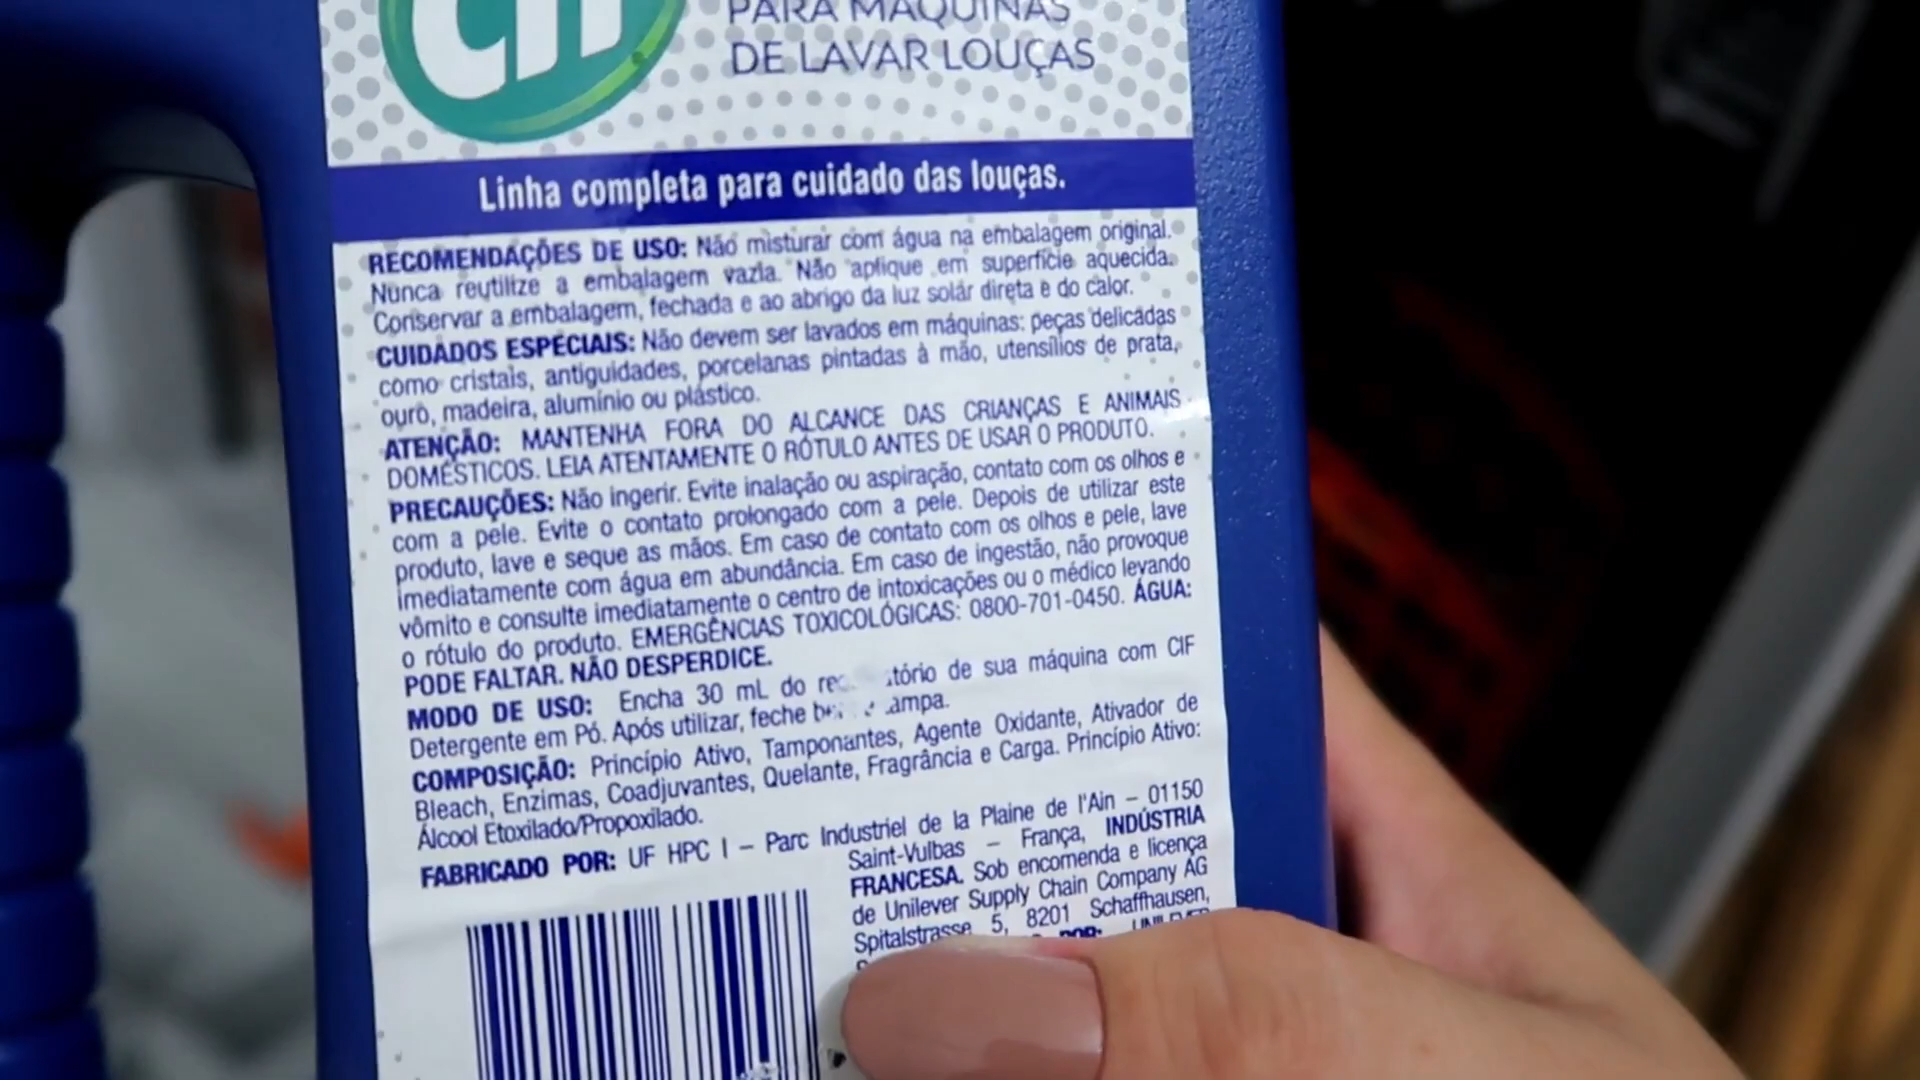 Cif
PARA MÁQUINAS
DE LAVAR LOUÇAS
Linha completa para cuidado das louças.
RECOMENDAÇÕES DE USO: Não misturar com água na embalagem original.
Nunca reutilize a embalagem vazia. Não aplique em superfície aquecida.
Conservar a embalagem, fechada e ao abrigo da luz solar direta e do calor.
CUIDADOS ESPECIAIS: Não devem ser lavados em máquinas: peças delicadas
como cristais, antiguidades, porcelanas pintadas à mão, utensílios de prata,
ouro, madeira, alumínio ou plástico.
ATENÇÃO: MANTENHA FORA DO ALCANCE DAS CRIANÇAS E ANIMAIS
DOMÉSTICOS. LEIA ATENTAMENTE O RÓTULO ANTES DE USAR O PRODUTO.
PRECAUÇÕES: Não ingerir. Evite inalação ou aspiração, contato com os olhos e
com a pele. Evite o contato prolongado com a pele. Depois de utilizar este
produto, lave e seque as mãos. Em caso de contato com os olhos e pele, lave
imediatamente com água em abundância. Em caso de ingestão, não provoque
vômito e consulte imediatamente o centro de intoxicações ou o médico levando
o rótulo do produto. EMERGÊNCIAS TOXICOLÓGICAS: 0800-701-0450. ÁGUA:
PODE FALTAR. NÃO DESPERDICE.
MODO DE USO: Encha 30 mL do de sua máquina com CIF
Detergente em Pó. Após utilizar, feche
COMPOSIÇÃO: Princípio Ativo, Tamponantes, Agente Oxidante, Ativador de
Bleach, Enzimas, Coadjuvantes, Quelante, Fragrância e Carga. Princípio Ativo:
Álcool Etoxilado/Propoxilado.
FABRICADO POR: UF HPC I – Parc Industriel de la Plaine de l'Ain – 01150
Saint-Vulbas – França, INDÚSTRIA
FRANCESA. Sob encomenda e licença
de Unilever Supply Chain Company AG
Spitalstrasse 5, 8201 Schaffhausen,